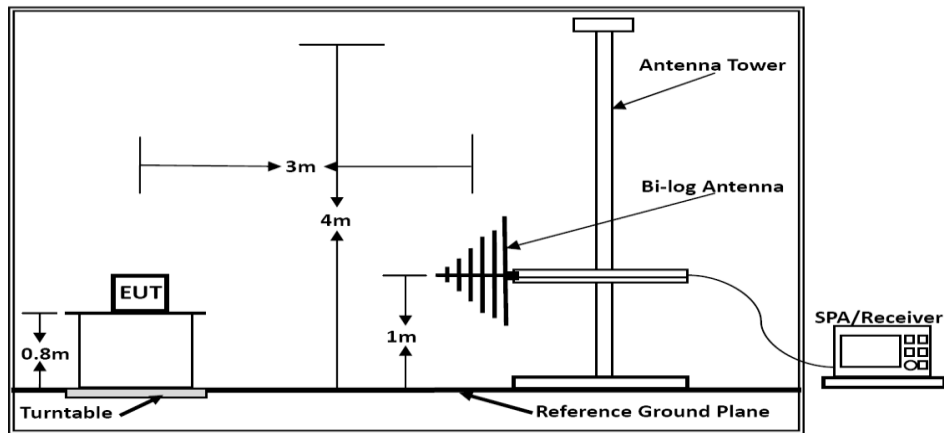 Antenna Tower
3m
Bi-log Antenna
4m
EUT
SPA/Receiver
1m
0.8m
Turntable
Reference Ground Plane